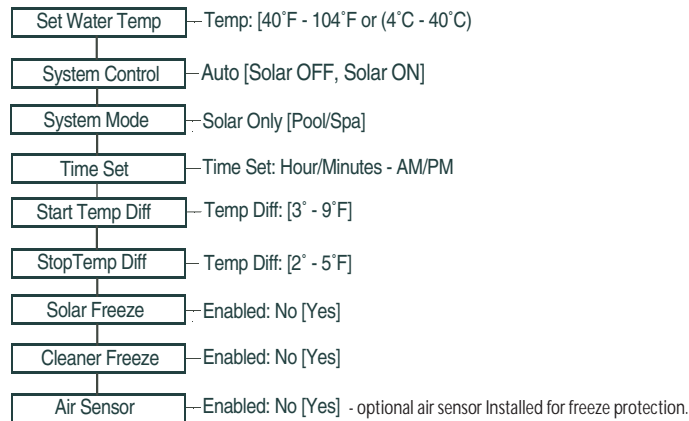 Set Water Temp Temp: [40˚F - 104˚F or (4˚C - 40˚C)
System Control Auto [Solar OFF, Solar ON]
System Mode Solar Only [Pool/Spa]
Time Set Time Set: Hour/Minutes - AM/PM
Start Temp Diff Temp Diff: [3˚ - 9˚F]
StopTemp Diff Temp Diff: [2˚ - 5˚F]
Solar Freeze Enabled: No [Yes]
Cleaner Freeze Enabled: No [Yes]
Air Sensor Enabled: No [Yes] - optional air sensor Installed for freeze protection.